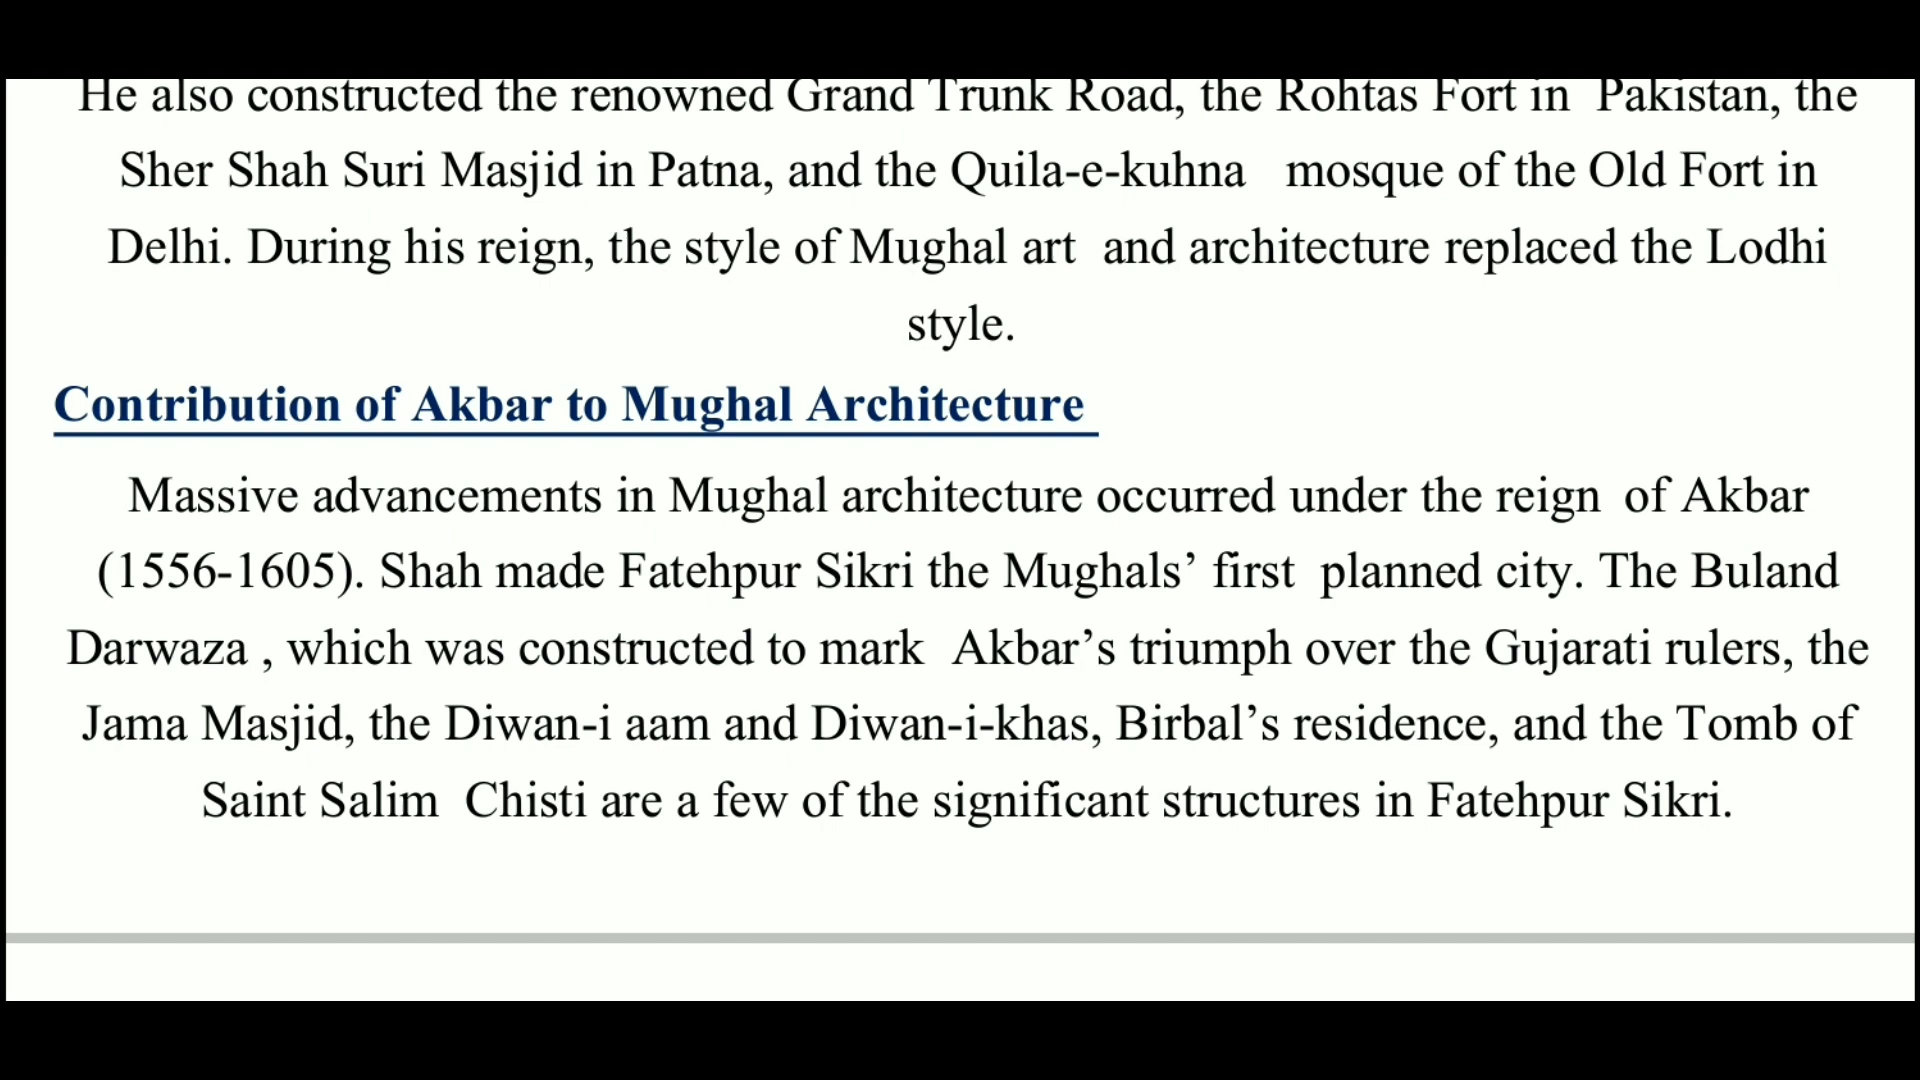 He also constructed the renowned Grand Trunk Road, the Rohtas Fort in Pakistan, the
Sher Shah Suri Masjid in Patna, and the Quila-e-kuhna mosque of the Old Fort in
Delhi. During his reign, the style of Mughal art and architecture replaced the Lodhi
style.
Contribution of Akbar to Mughal Architecture
Massive advancements in Mughal architecture occurred under the reign of Akbar
(1556-1605). Shah made Fatehpur Sikri the Mughals’ first planned city. The Buland
Darwaza , which was constructed to mark Akbar’s triumph over the Gujarati rulers, the
Jama Masjid, the Diwan-i aam and Diwan-i-khas, Birbal’s residence, and the Tomb of
Saint Salim Chisti are a few of the significant structures in Fatehpur Sikri.